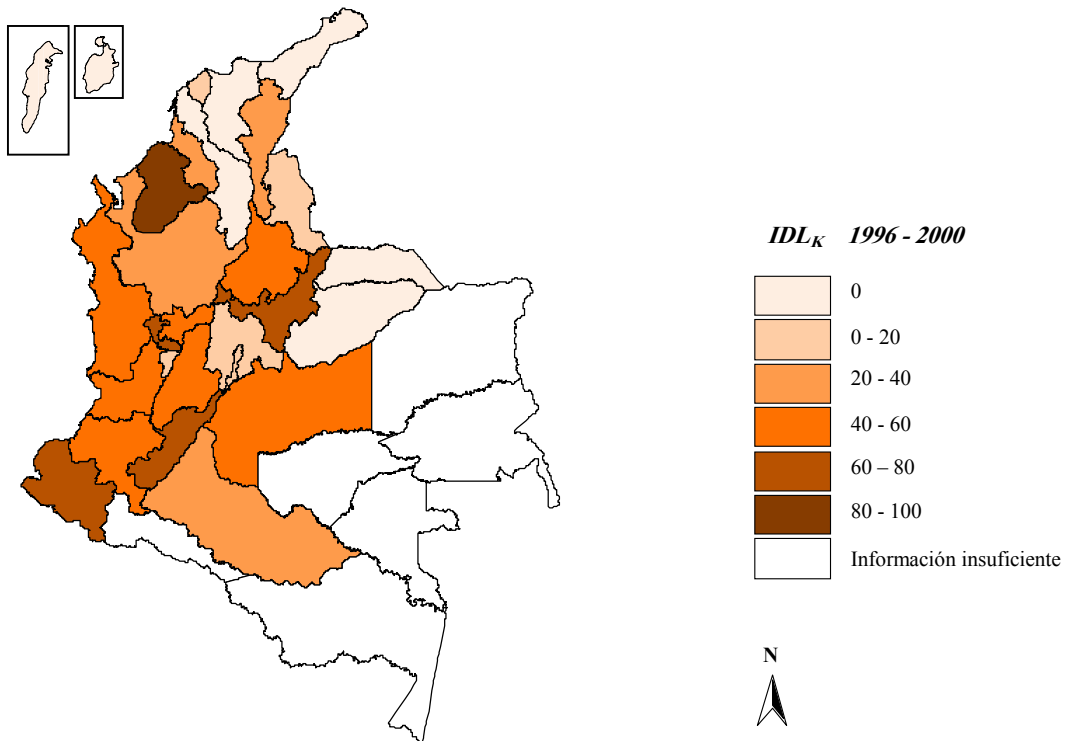 IDLK 1996 - 2000
0
0 - 20
20 - 40
40 - 60
60 – 80
80 - 100
Información insuficiente
N